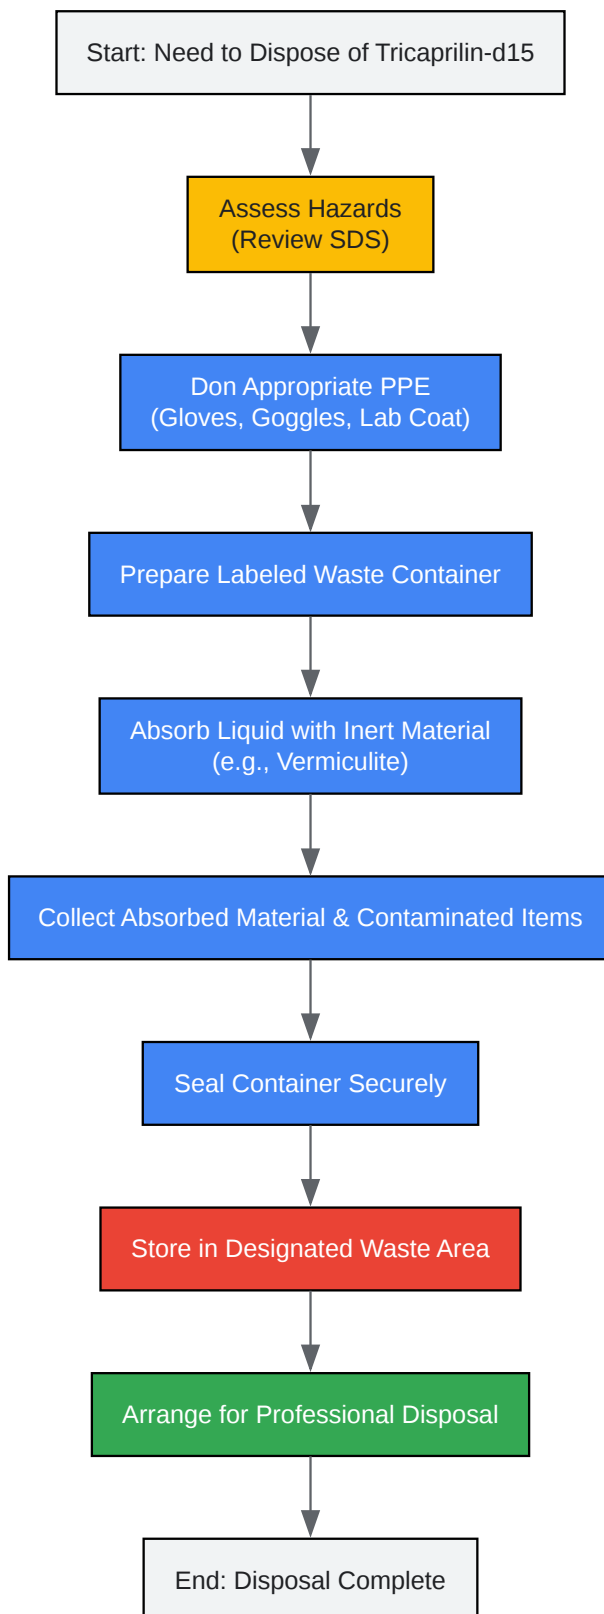 Start: Need to Dispose of Tricaprilin-d15
Assess Hazards
(Review SDS)
Don Appropriate PPE
(Gloves, Goggles, Lab Coat)
Prepare Labeled Waste Container
Absorb Liquid with Inert Material
(e.g., Vermiculite)
Collect Absorbed Material & Contaminated Items
Seal Container Securely
Store in Designated Waste Area
Arrange for Professional Disposal
End: Disposal Complete